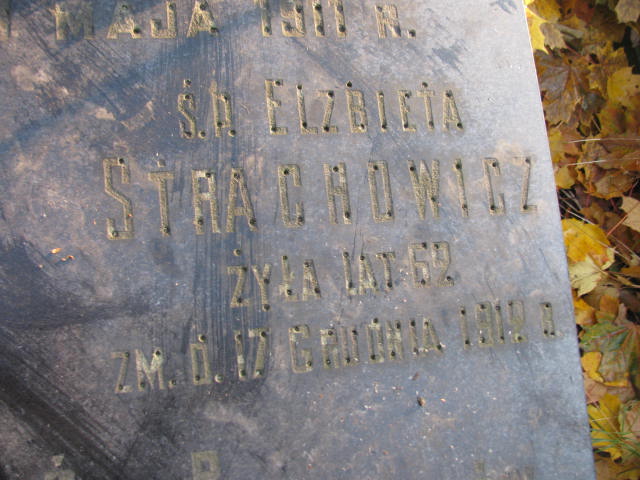 MAJA 1911 R.
Ś.P. ELŻBIETA
STRACHOWICZ
ŻYŁA LAT 62
ZM. D. 17 GRUDNIA 1912 R.